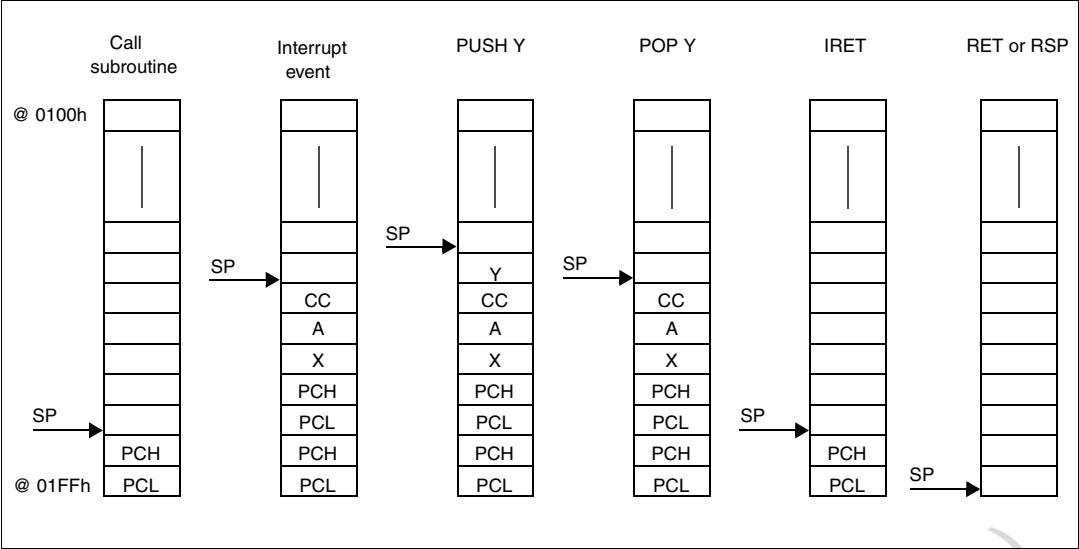 Call
subroutine
Interrupt
event
PUSH Y
POP Y
IRET
RET or RSP
@ 0100h
SP
SP
SP
Y
SP
CC
CC
CC
A
A
A
X
X
X
PCH
PCH
PCH
SP
PCL
PCL
PCL
SP
PCH
PCH
PCH
PCH
PCH
@ 01FFh
PCL
PCL
PCL
PCL
PCL
SP